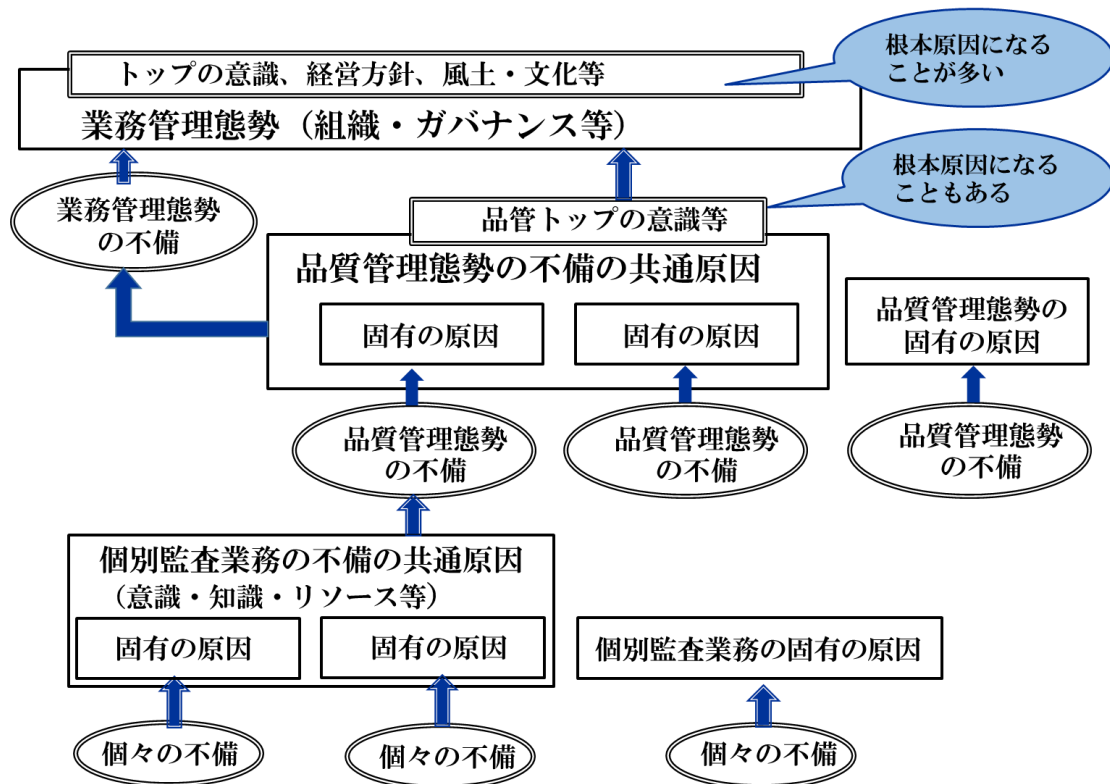 根本原因になる
ことが多い
トップの意識、経営方針、風土・文化等
業務管理態勢（組織・ガバナンス等）
根本原因になる
こともある
業務管理態勢
の不備
品管トップの意識等
品質管理態勢の不備の共通原因
固有の原因
固有の原因
品質管理態勢の
固有の原因
品質管理態勢
の不備
品質管理態勢
の不備
品質管理態勢
の不備
個別監査業務の不備の共通原因
（意識・知識・リソース等）
固有の原因
固有の原因
個別監査業務の固有の原因
個々の不備
個々の不備
個々の不備